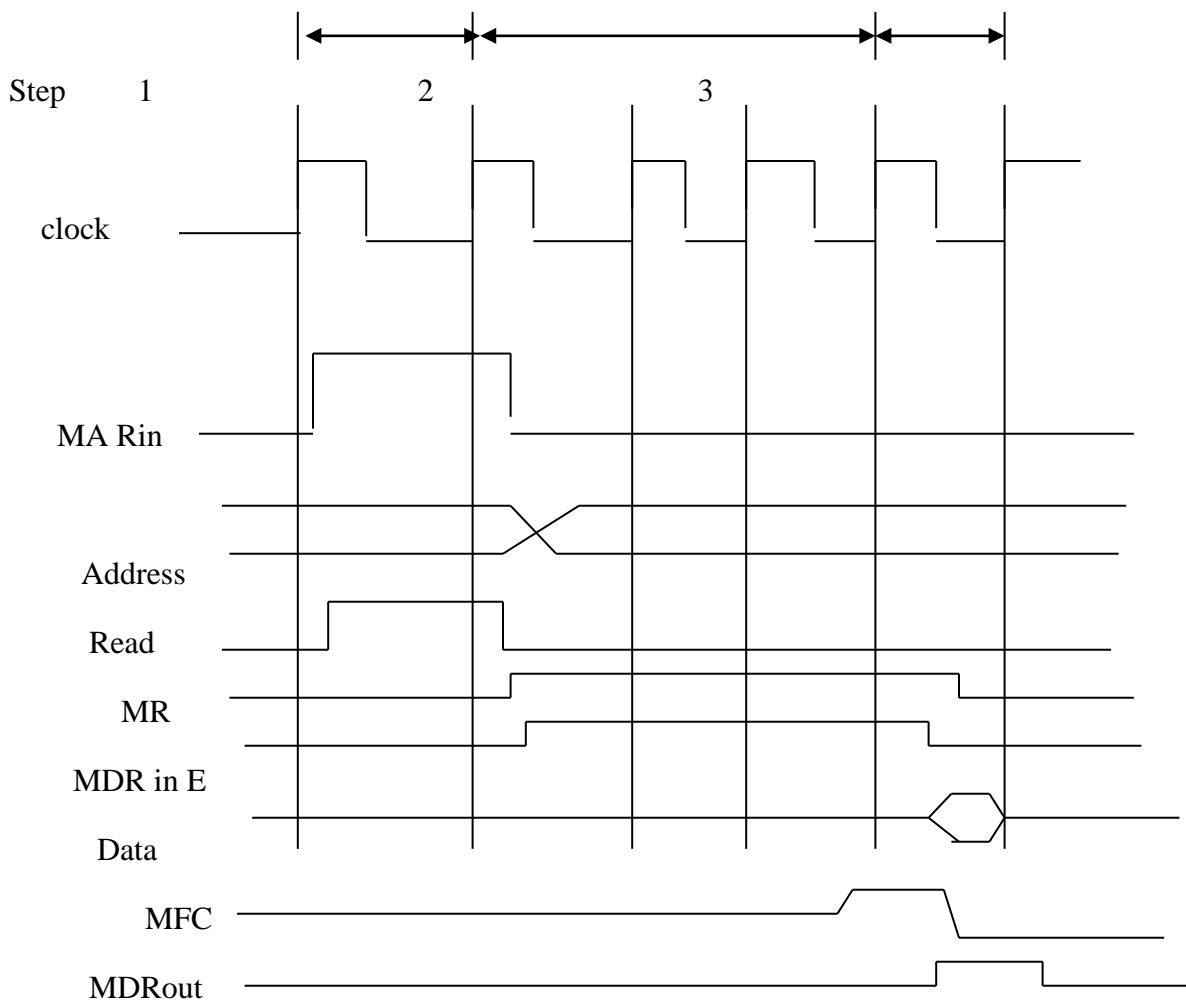 Step 1 2 3
clock
MA Rin
Address
Read
MR
MDR in E
Data
MFC
MDRout